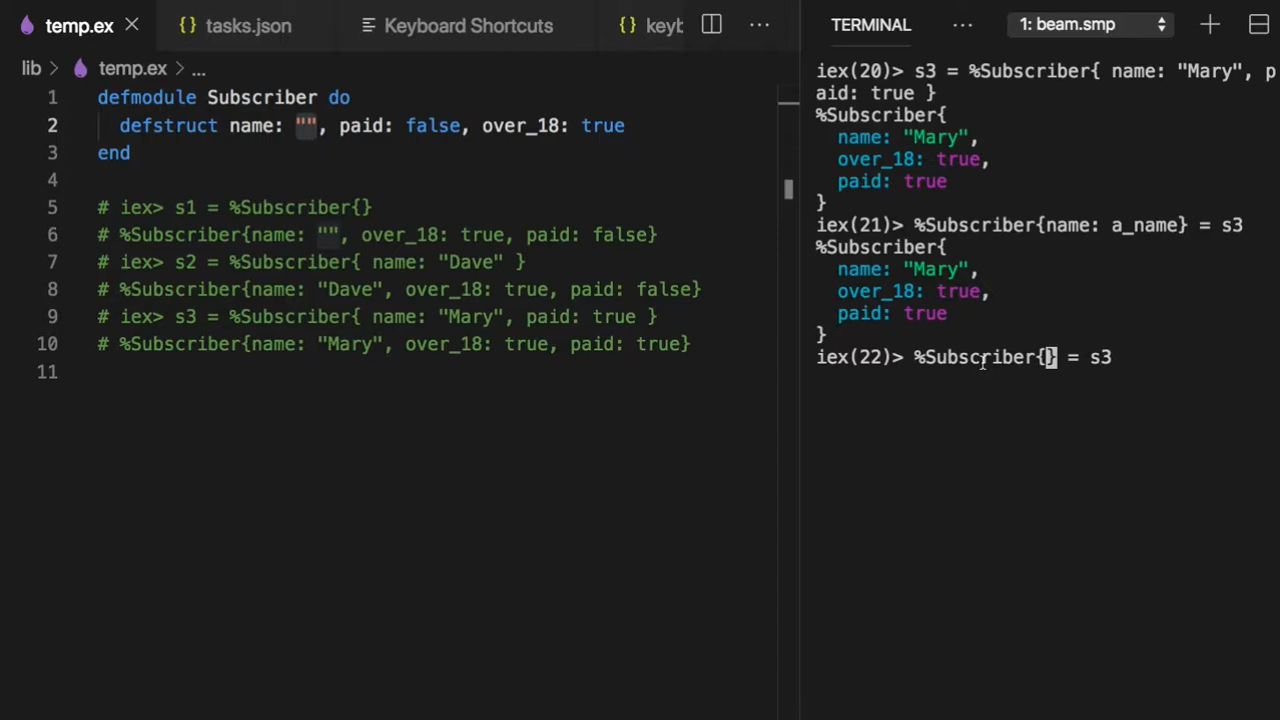 temp.ex
tasks.json
Keyboard Shortcuts
{} keyb
lib > temp.ex > ...
1 defmodule Subscriber do
2 defstruct name: "", paid: false, over_18: true
3 end
4
5 # iex> s1 = %Subscriber{}
6 # %Subscriber{name: "", over_18: true, paid: false}
7 # iex> s2 = %Subscriber{ name: "Dave" }
8 # %Subscriber{name: "Dave", over_18: true, paid: false}
9 # iex> s3 = %Subscriber{ name: "Mary", paid: true }
10 # %Subscriber{name: "Mary", over_18: true, paid: true}
11
TERMINAL ... 1: beam.smp
iex(20)> s3 = %Subscriber{ name: "Mary", p
aid: true }
%Subscriber{
name: "Mary",
over_18: true,
paid: true
}
iex(21)> %Subscriber{name: a_name} = s3
%Subscriber{
name: "Mary",
over_18: true,
paid: true
}
iex(22)> %Subscriber{} = s3